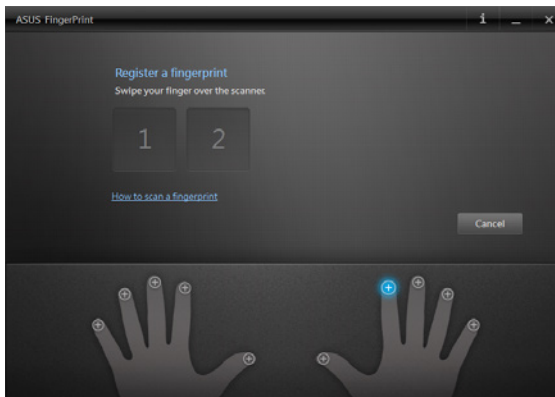 ASUS FingerPrint
Register a fingerprint
Swipe your finger over the scanner.
1 2
How to scan a fingerprint
Cancel